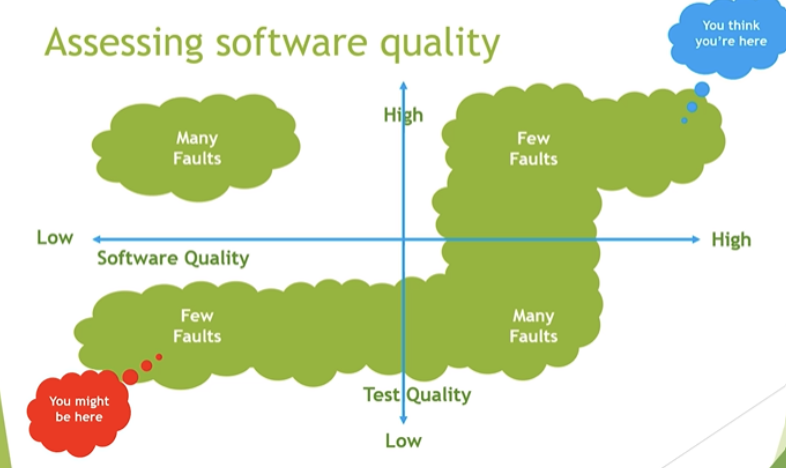 Assessing software quality
You think
you're here
High
Many
Faults
Few
Faults
Low
High
Software Quality
Few
Faults
Many
Faults
You might
be here
Test Quality
Low